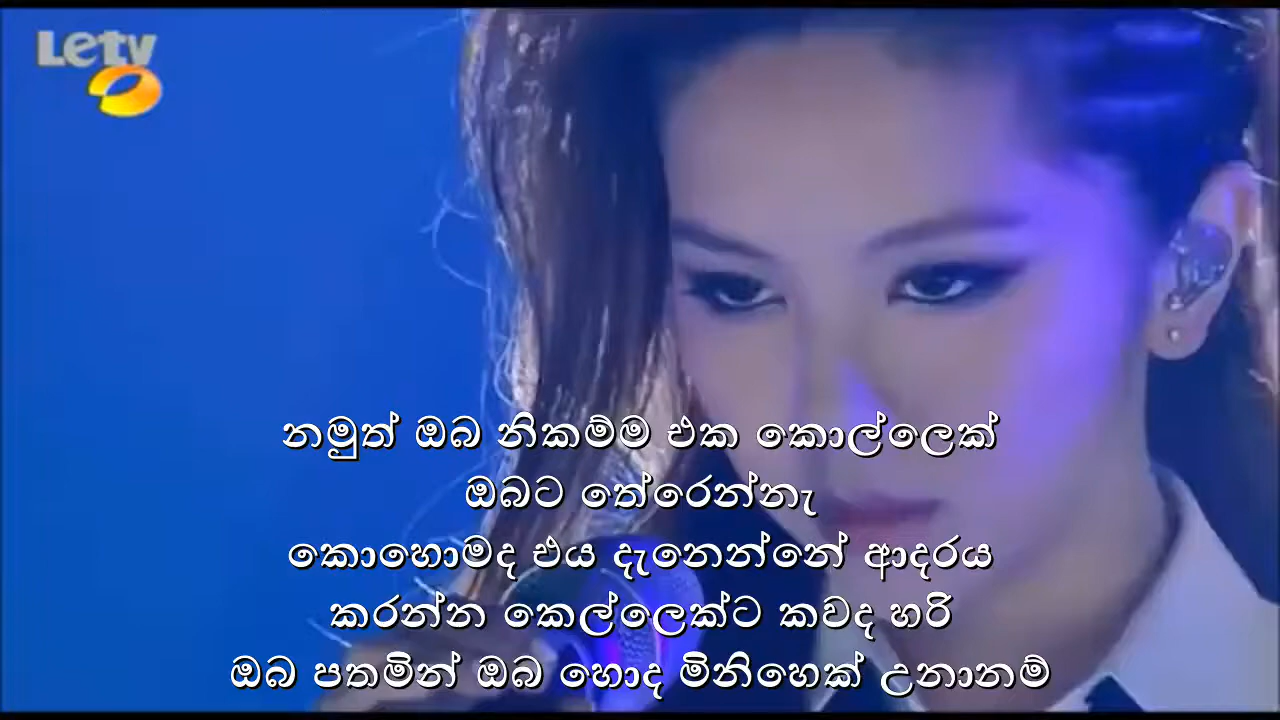 Letv
නමුත් ඔබ නිකම්ම එක කොල්ලෙක්
ඔබට තේරෙන්නැ
කොහොමද එය දැනෙන්නේ ආදරය
කරන්න කෙල්ලෙක්ට කවද හරි
ඔබ පතමින් ඔබ හොද මිනිහෙක් උනානම්